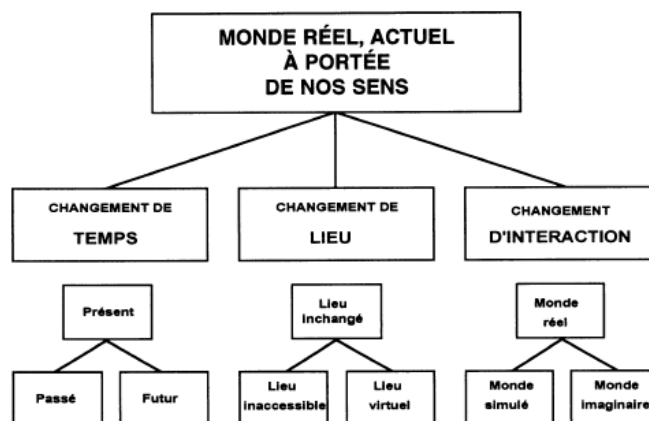 MONDE RÉEL, ACTUEL
À PORTÉE
DE NOS SENS
CHANGEMENT DE
TEMPS
CHANGEMENT DE
LIEU
CHANGEMENT
D'INTERACTION
Présent
Lieu
inchangé
Monde
réel
Passé
Futur
Lieu
inaccessible
Lieu
virtuel
Monde
simulé
Monde
imaginaire